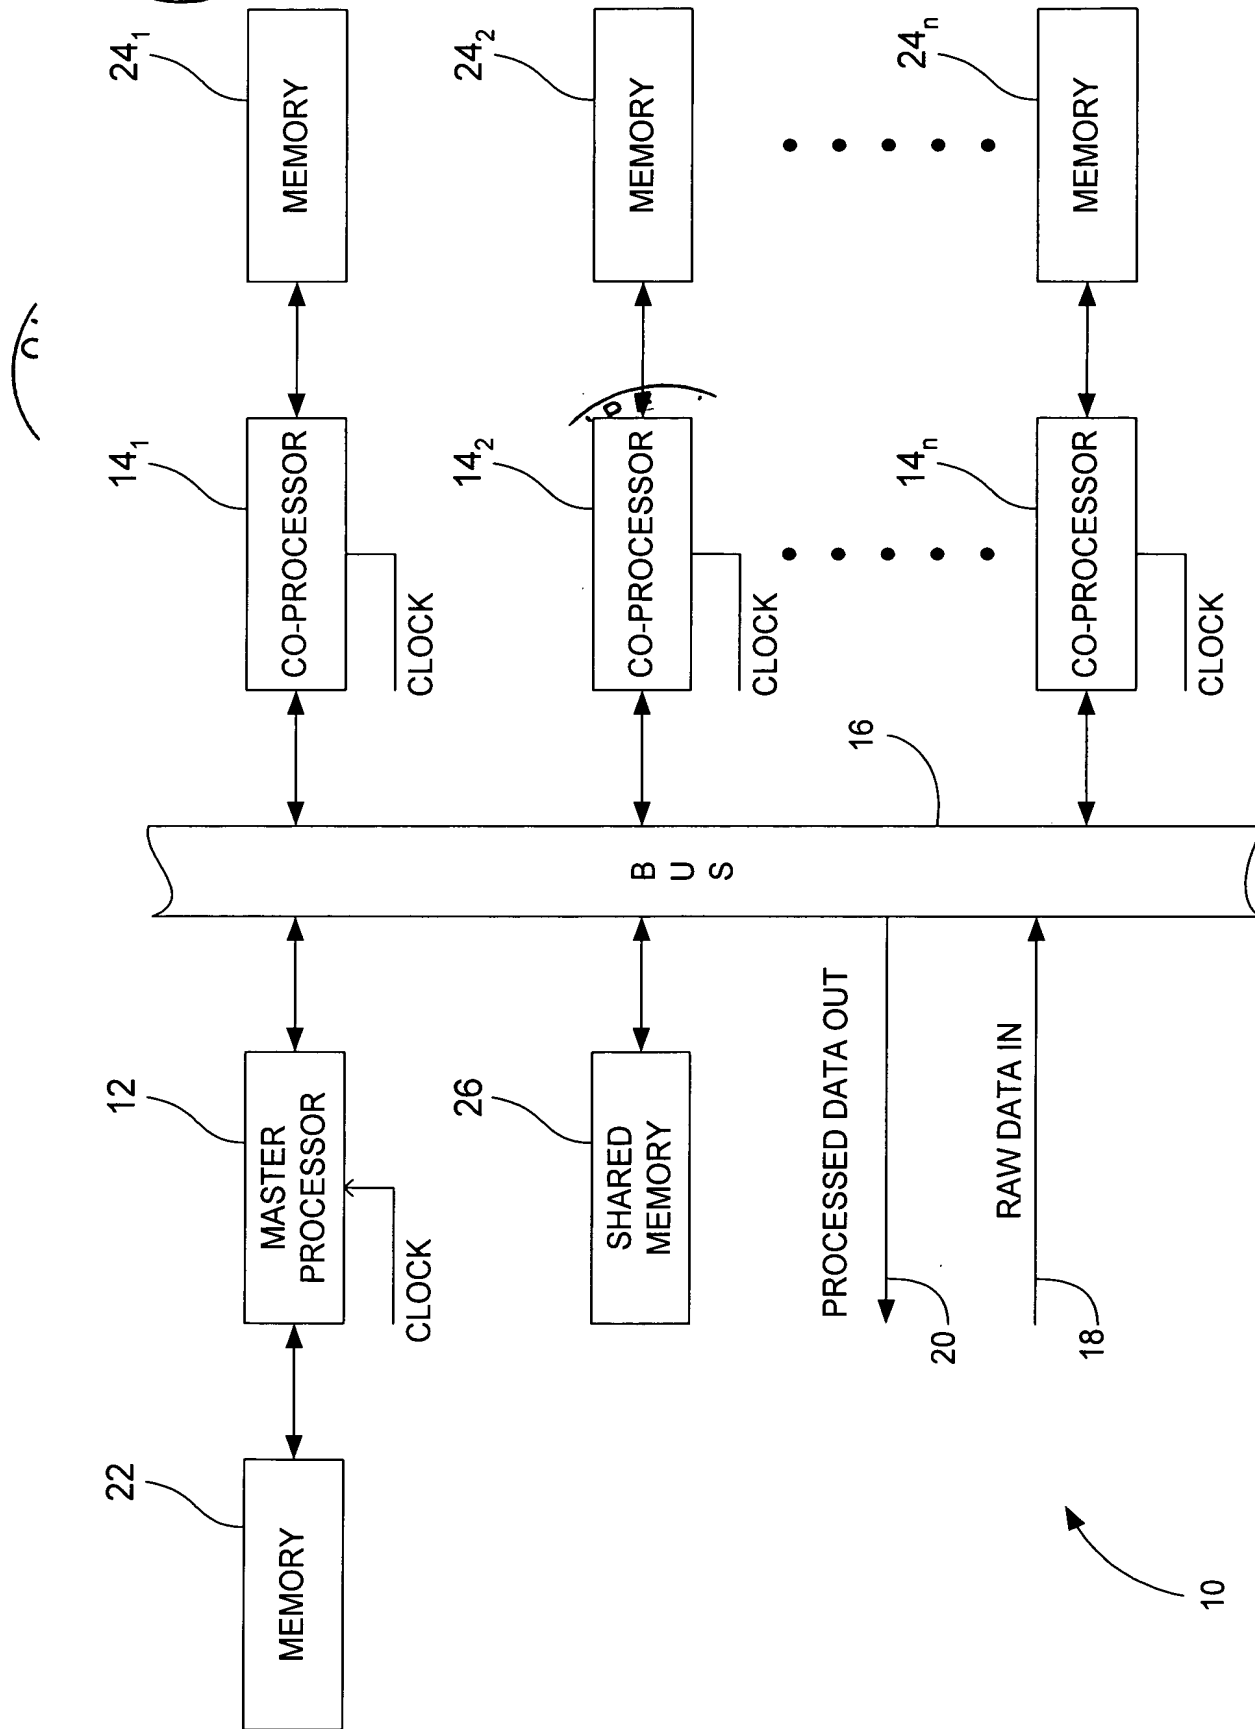 22
MEMORY
12
MASTER
PROCESSOR
CLOCK
26
SHARED
MEMORY
PROCESSED DATA OUT
20
RAW DATA IN
18
10
BUS
16
14₁
CO-PROCESSOR
CLOCK
24₁
MEMORY
14₂
CO-PROCESSOR
CLOCK
24₂
MEMORY
14ₙ
CO-PROCESSOR
CLOCK
24ₙ
MEMORY